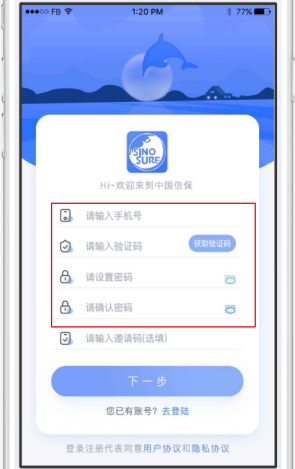 FB 1:20 PM 77%
SINO
SURE
Hi~欢迎来到中国信保
请输入手机号
请输入验证码 获取验证码
请设置密码
请确认密码
请输入邀请码(选填)
下一步
您已有账号? 去登陆
登录注册代表同意用户协议和隐私协议